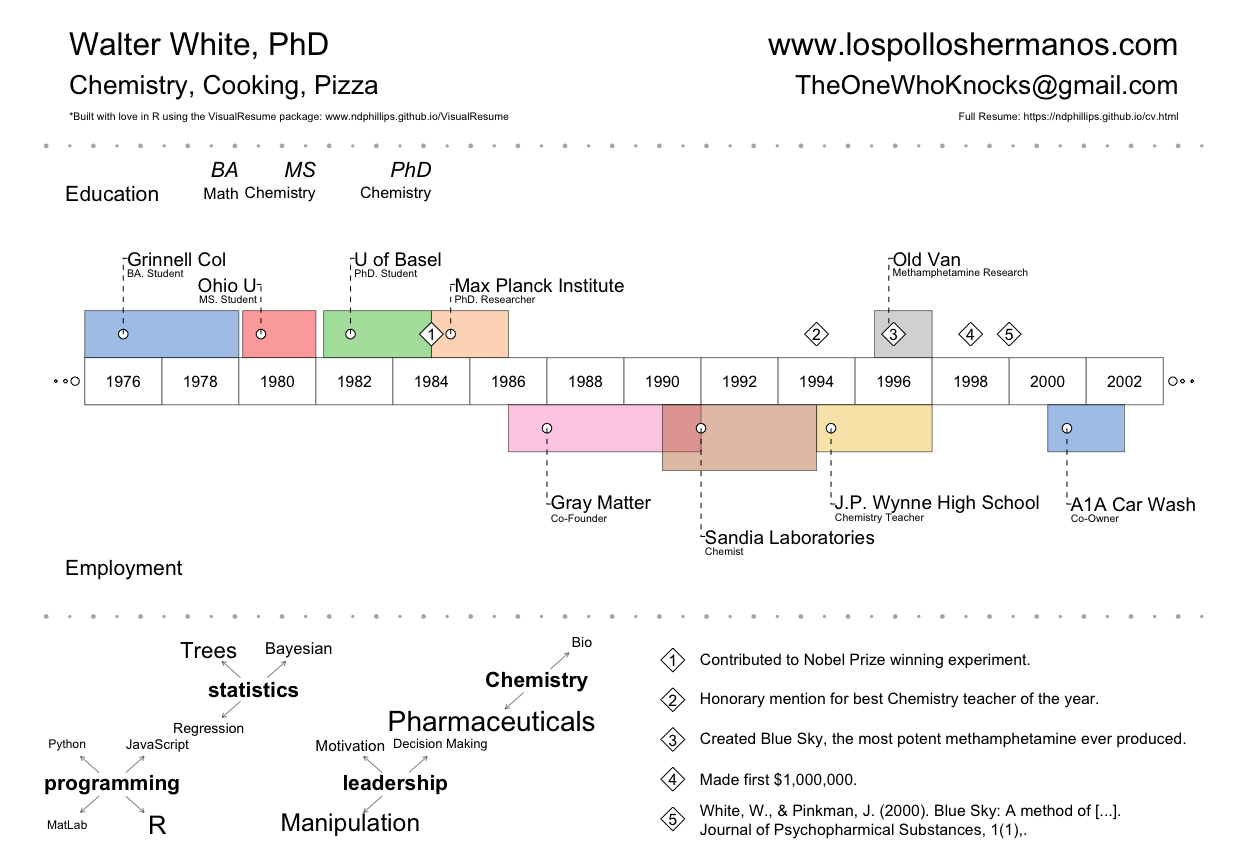 Walter White, PhD
www.lospolloshermanos.com
Chemistry, Cooking, Pizza
TheOneWhoKnocks@gmail.com
*Built with love in R using the VisualResume package: www.ndphillips.github.io/VisualResume
Full Resume: https://ndphillips.github.io/cv.html
BA MS PhD
Education
Math Chemistry Chemistry
Grinnell Col
BA. Student
Ohio U
MS. Student
U of Basel
PhD. Student
Max Planck Institute
PhD. Researcher
Old Van
Methamphetamine Research
1 2 3 4 5
1976 1978 1980 1982 1984 1986 1988 1990 1992 1994 1996 1998 2000 2002
Gray Matter
Co-Founder
Sandia Laboratories
Chemist
J.P. Wynne High School
Chemistry Teacher
A1A Car Wash
Co-Owner
Employment
Trees Bayesian
statistics
Regression
Bio
Chemistry
Pharmaceuticals
Python JavaScript
programming
MatLab R
Motivation Decision Making
leadership
Manipulation
1 Contributed to Nobel Prize winning experiment.
2 Honorary mention for best Chemistry teacher of the year.
3 Created Blue Sky, the most potent methamphetamine ever produced.
4 Made first $1,000,000.
5 White, W., & Pinkman, J. (2000). Blue Sky: A method of [...].
Journal of Psychopharmical Substances, 1(1),.